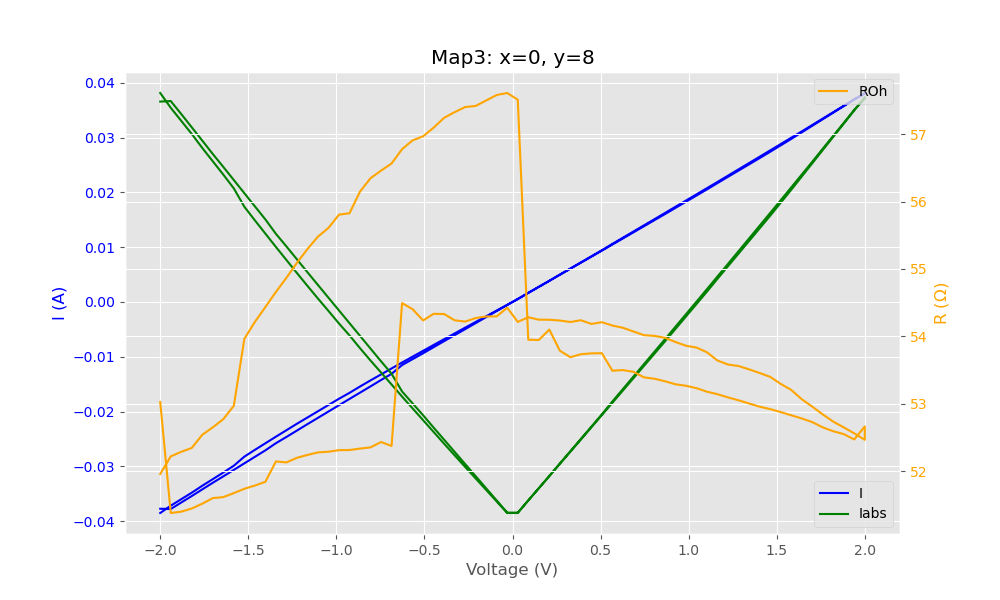 Map3: x=0, y=8
0.04
0.03
0.02
0.01
0.00
−0.01
−0.02
−0.03
−0.04
I (A)
−2.0 −1.5 −1.0 −0.5 0.0 0.5 1.0 1.5 2.0
Voltage (V)
57
56
55
54
53
52
R (Ω)
ROh
I
Iabs